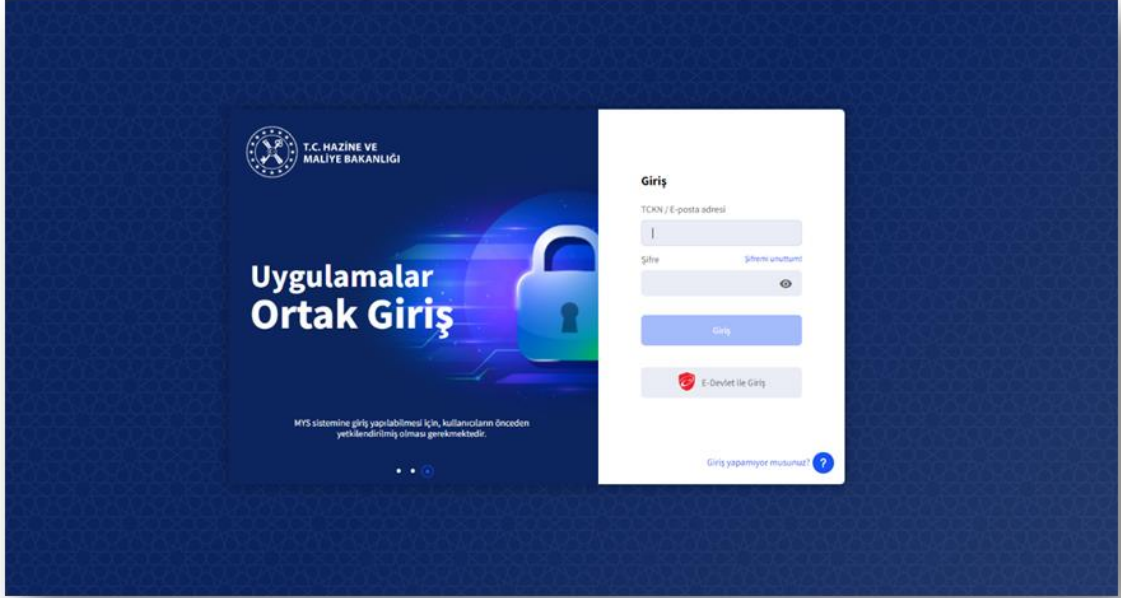 T.C. HAZİNE VE
MALİYE BAKANLIĞI
Uygulamalar
Ortak Giriş
MYS sistemine giriş yapılabilmesi için, kullanıcıların önceden
yetkilendirilmiş olması gerekmektedir.
Giriş
TCKN / E-posta adresi
Şifre
Şifremi unuttum!
Giriş
E-Devlet ile Giriş
Giriş yapamıyor musunuz?
?